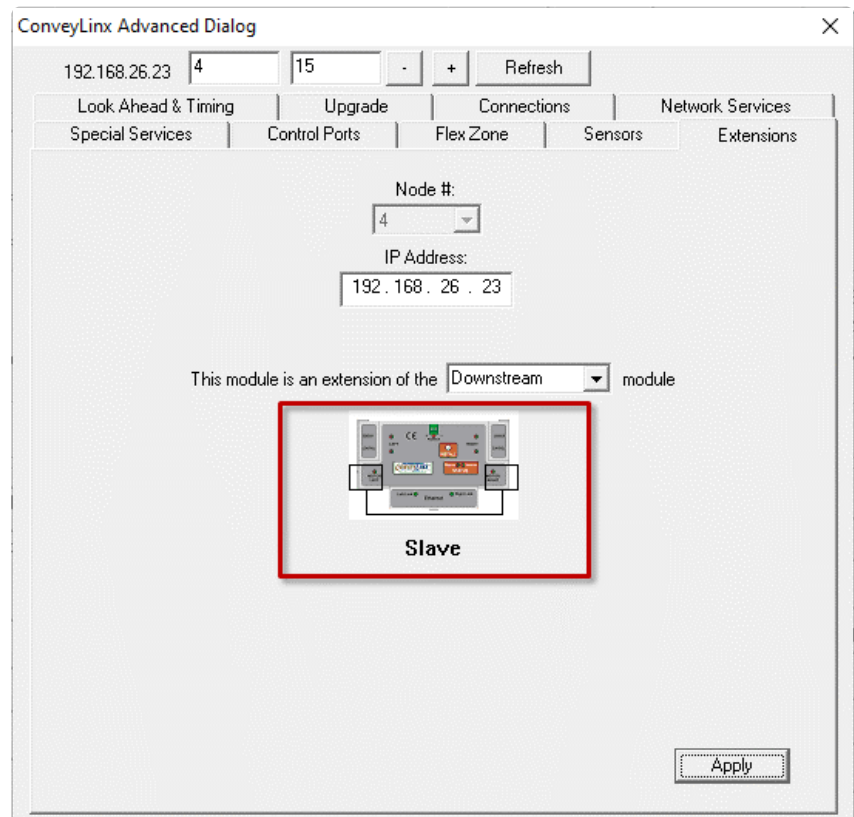 ConveyLinx Advanced Dialog
192.168.26.23 4 15 - + Refresh
Look Ahead & Timing Upgrade Connections Network Services
Special Services Control Ports Flex Zone Sensors Extensions
Node #:
4
IP Address:
192 . 168 . 26 . 23
This module is an extension of the Downstream module
CE
Ethernet
Slave
Apply